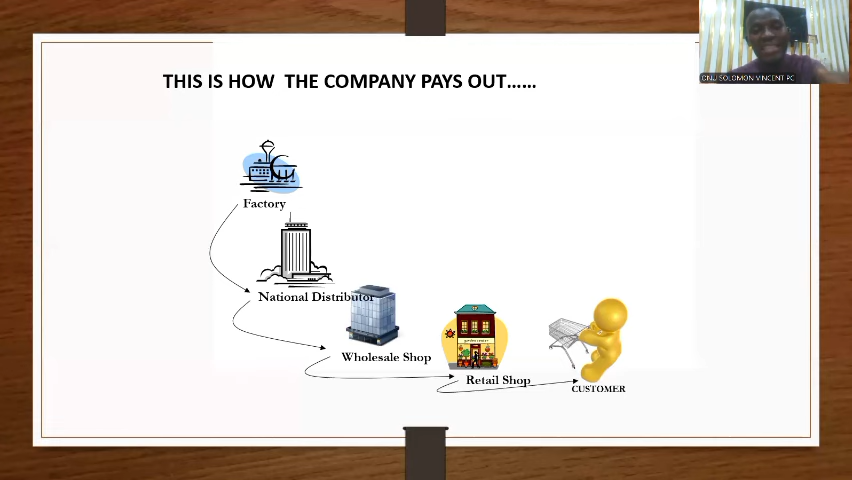 ONU SOLOMON VINCENT PC
THIS IS HOW THE COMPANY PAYS OUT......
Factory
National Distributor
Wholesale Shop
Retail Shop
CUSTOMER